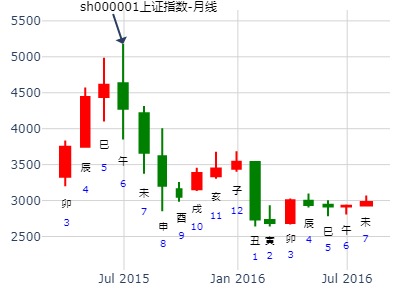 sh000001上证指数-月线
5500
5000
4500
4000
3500
3000
2500
卯
3
辰
4
巳
5
午
6
未
7
申
8
酉
9
戌
10
亥
11
子
12
丑
1
寅
2
卯
3
辰
4
巳
5
午
6
未
7
Jul 2015
Jan 2016
Jul 2016